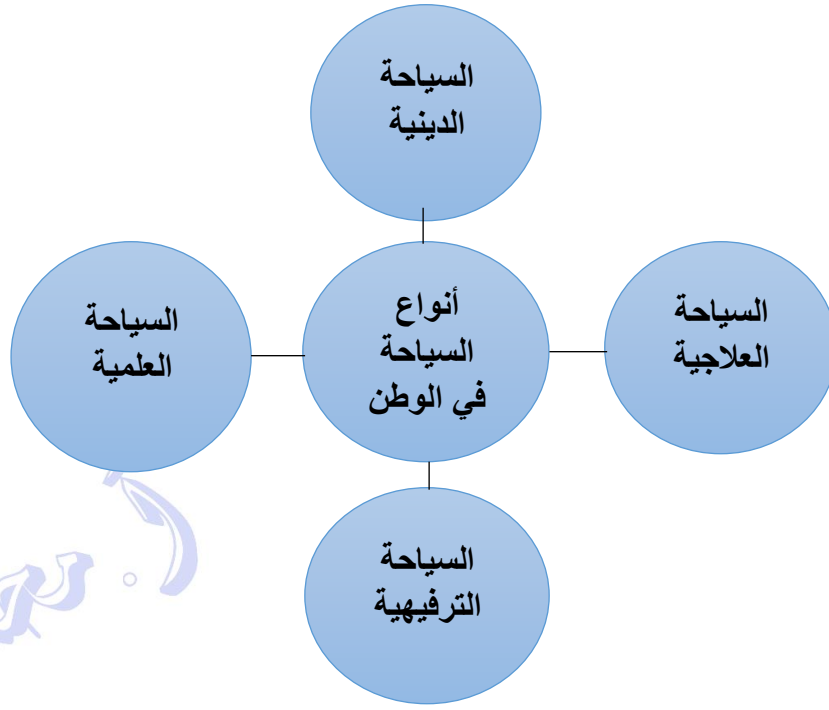 السياحة
الدينية
أنواع
السياحة
في الوطن
السياحة
العلاجية
السياحة
العلمية
السياحة
الترفيهية